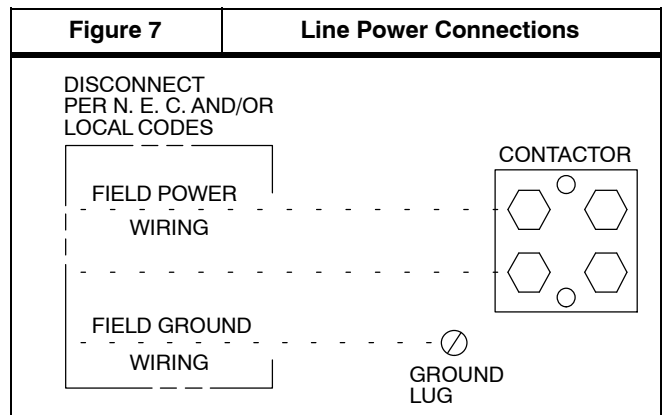 Figure 7
Line Power Connections
DISCONNECT
PER N. E. C. AND/OR
LOCAL CODES
CONTACTOR
FIELD POWER
WIRING
FIELD GROUND
WIRING
GROUND
LUG